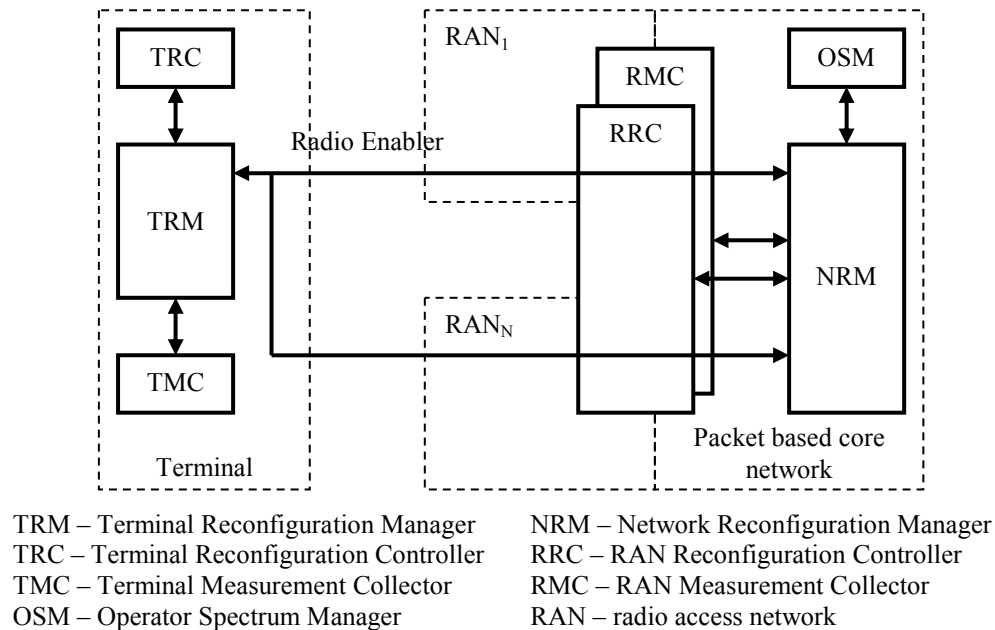 RAN₁
TRC
RMC
OSM
RRC
Radio Enabler
TRM
NRM
RANₙ
TMC
Packet based core
network
Terminal
TRM – Terminal Reconfiguration Manager
NRM – Network Reconfiguration Manager
TRC – Terminal Reconfiguration Controller
RRC – RAN Reconfiguration Controller
TMC – Terminal Measurement Collector
RMC – RAN Measurement Collector
OSM – Operator Spectrum Manager
RAN – radio access network